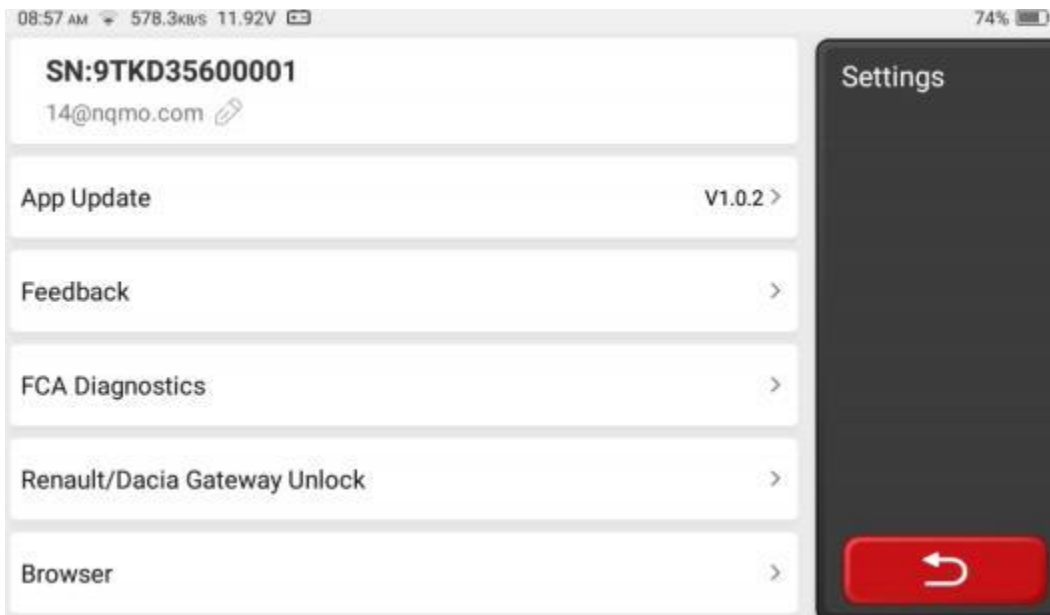 08:57 AM 578.3KB/S 11.92V
74%
SN:9TKD35600001
14@nqmo.com
Settings
App Update
V1.0.2 >
Feedback
>
FCA Diagnostics
>
Renault/Dacia Gateway Unlock
>
Browser
>